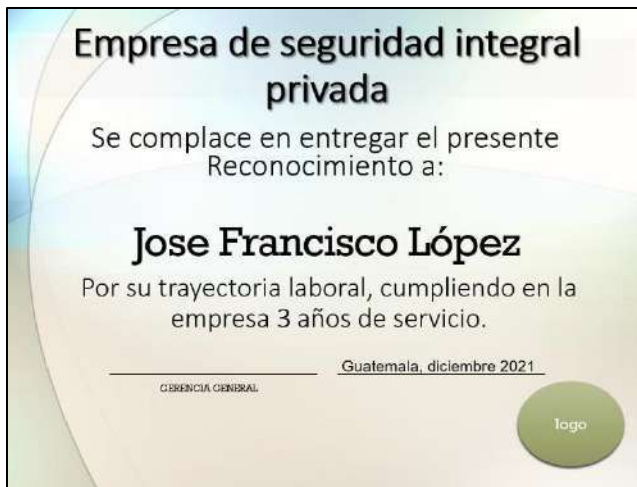 Empresa de seguridad integral
privada
Se complace en entregar el presente
Reconocimiento a:
Jose Francisco López
Por su trayectoria laboral, cumpliendo en la
empresa 3 años de servicio.
Guatemala, diciembre 2021
GERENCIA GENERAL
logo